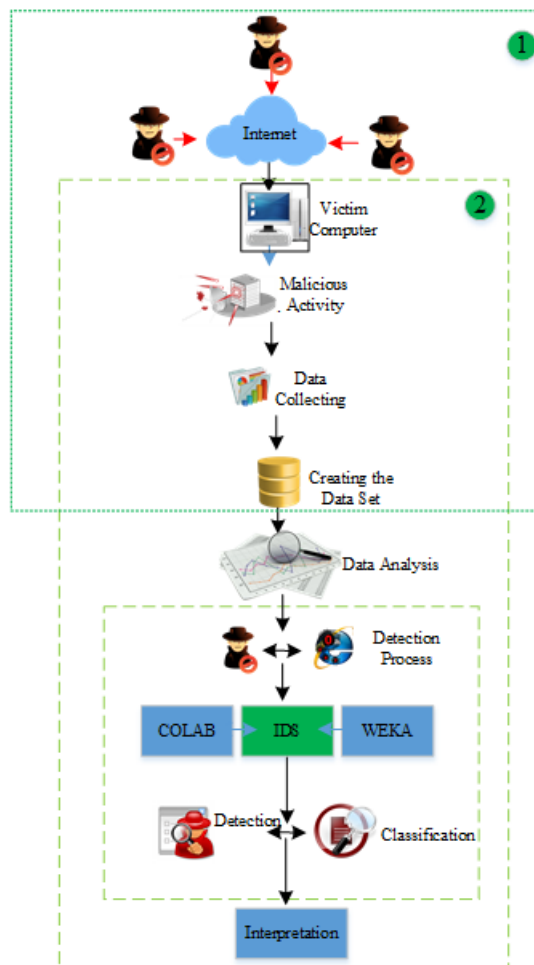 1
Internet
2
Victim
Computer
Malicious
Activity
Data
Collecting
Creating the
Data Set
Data Analysis
Detection
Process
COLAB
IDS
WEKA
Detection
Classification
Interpretation